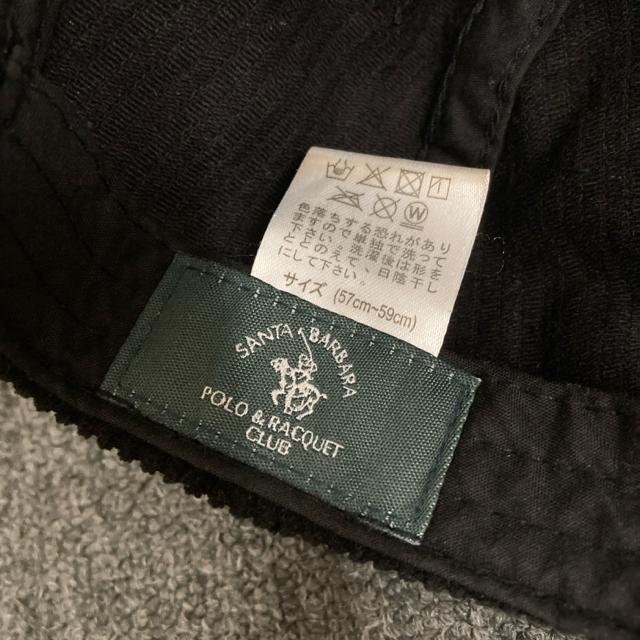 W
色落ちする恐れがあり
ますので単独で洗って
下さい。お洗濯後は形を
ととのえて、日陰干し
にして下さい。
サイズ (57cm~59cm)
SANTA BARBARA
POLO & RACQUET
CLUB